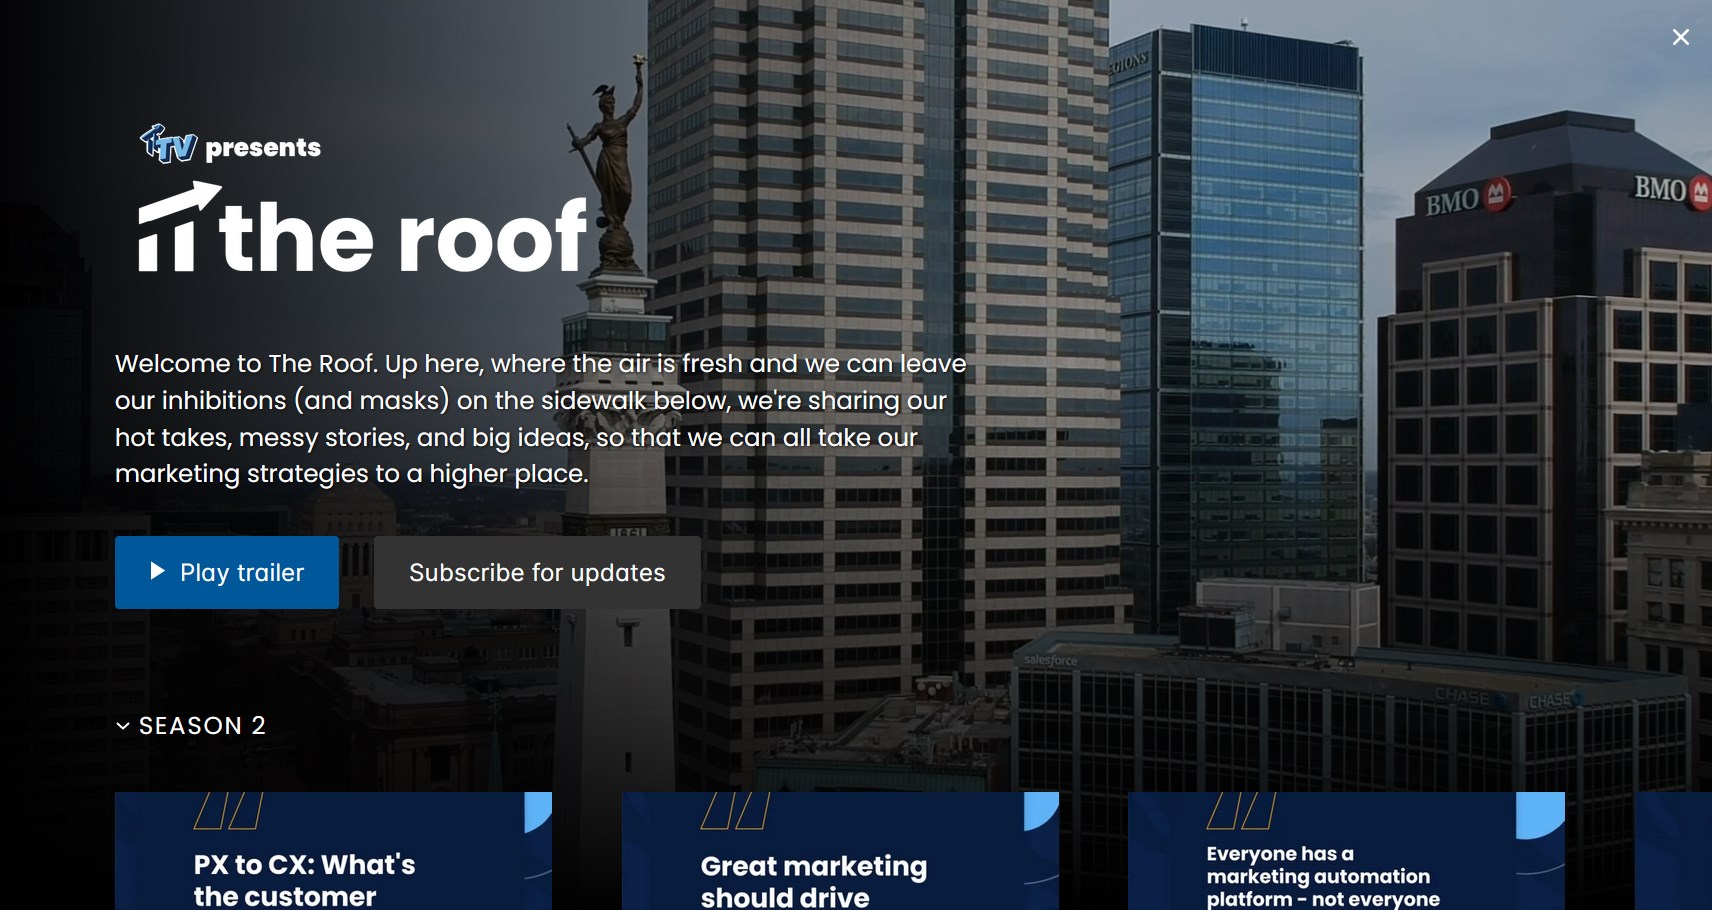 TV presents
the roof
EGIONS
BMO
BMO
Welcome to The Roof. Up here, where the air is fresh and we can leave
our inhibitions (and masks) on the sidewalk below, we're sharing our
hot takes, messy stories, and big ideas, so that we can all take our
marketing strategies to a higher place.
1861
Play trailer
Subscribe for updates
salesforce
CHASE
CHASE
SEASON 2
PX to CX: What's
the customer
Great marketing
should drive
Everyone has a
marketing automation
platform - not everyone